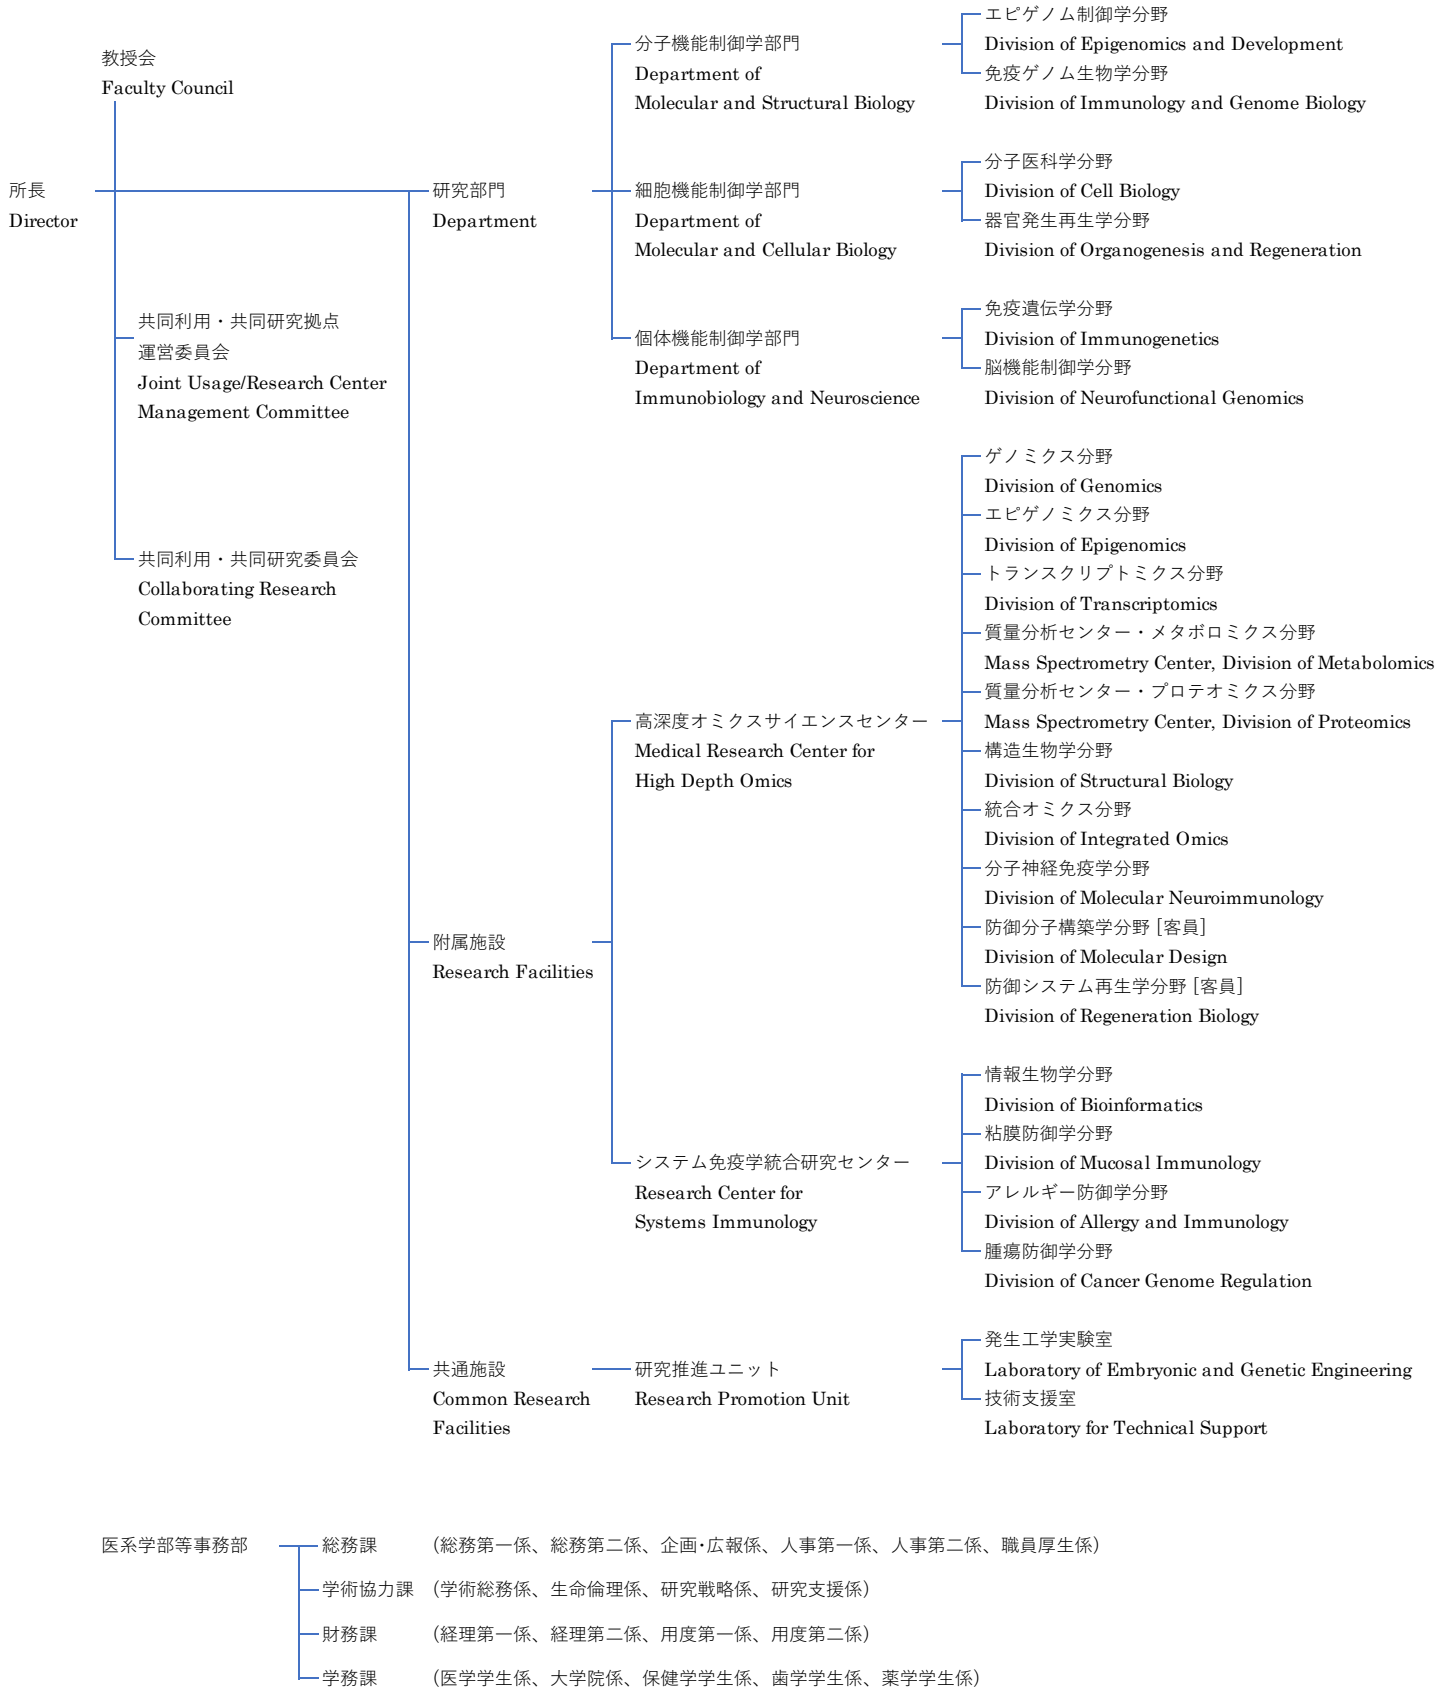 教授会
Faculty Council
所長
Director
共同利用・共同研究拠点
運営委員会
Joint Usage/Research Center
Management Committee
共同利用・共同研究委員会
Collaborating Research
Committee
研究部門
Department
分子機能制御学部門
Department of
Molecular and Structural Biology
エピゲノム制御学分野
Division of Epigenomics and Development
免疫ゲノム生物学分野
Division of Immunology and Genome Biology
細胞機能制御学部門
Department of
Molecular and Cellular Biology
分子医科学分野
Division of Cell Biology
器官発生再生学分野
Division of Organogenesis and Regeneration
個体機能制御学部門
Department of
Immunobiology and Neuroscience
免疫遺伝学分野
Division of Immunogenetics
脳機能制御学分野
Division of Neurofunctional Genomics
附属施設
Research Facilities
高深度オミクスサイエンスセンター
Medical Research Center for
High Depth Omics
ゲノミクス分野
Division of Genomics
エピゲノミクス分野
Division of Epigenomics
トランスクリプトミクス分野
Division of Transcriptomics
質量分析センター・メタボロミクス分野
Mass Spectrometry Center, Division of Metabolomics
質量分析センター・プロテオミクス分野
Mass Spectrometry Center, Division of Proteomics
構造生物学分野
Division of Structural Biology
統合オミクス分野
Division of Integrated Omics
分子神経免疫学分野
Division of Molecular Neuroimmunology
防御分子構築学分野 [客員]
Division of Molecular Design
防御システム再生学分野 [客員]
Division of Regeneration Biology
システム免疫学統合研究センター
Research Center for
Systems Immunology
情報生物学分野
Division of Bioinformatics
粘膜防御学分野
Division of Mucosal Immunology
アレルギー防御学分野
Division of Allergy and Immunology
腫瘍防御学分野
Division of Cancer Genome Regulation
共通施設
Common Research
Facilities
研究推進ユニット
Research Promotion Unit
発生工学実験室
Laboratory of Embryonic and Genetic Engineering
技術支援室
Laboratory for Technical Support
医系学部等事務部
総務課 (総務第一係、総務第二係、企画・広報係、人事第一係、人事第二係、職員厚生係)
学術協力課 (学術総務係、生命倫理係、研究戦略係、研究支援係)
財務課 (経理第一係、経理第二係、用度第一係、用度第二係)
学務課 (医学学生係、大学院係、保健学学生係、歯学学生係、薬学学生係)